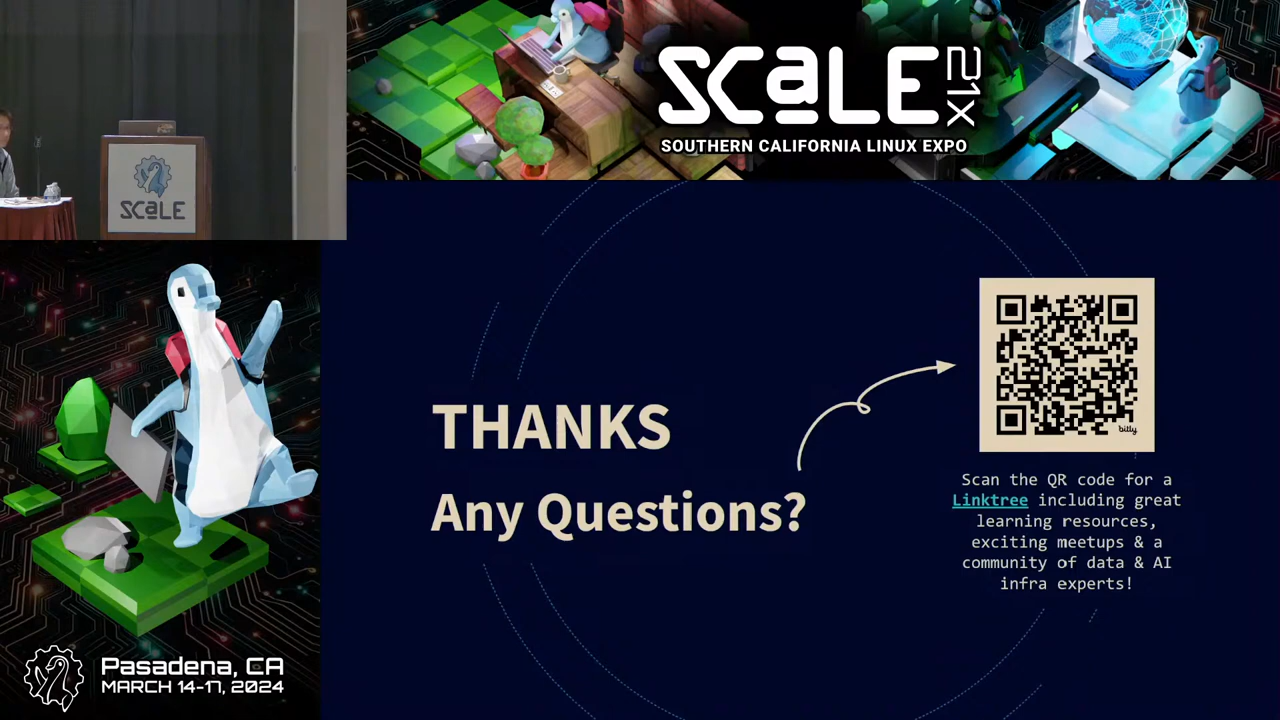 SCaLE 21X
SOUTHERN CALIFORNIA LINUX EXPO
SCaLE
THANKS
Any Questions?
bitly
Scan the QR code for a
Linktree including great
learning resources,
exciting meetups & a
community of data & AI
infra experts!
Pasadena, CA
MARCH 14-17, 2024